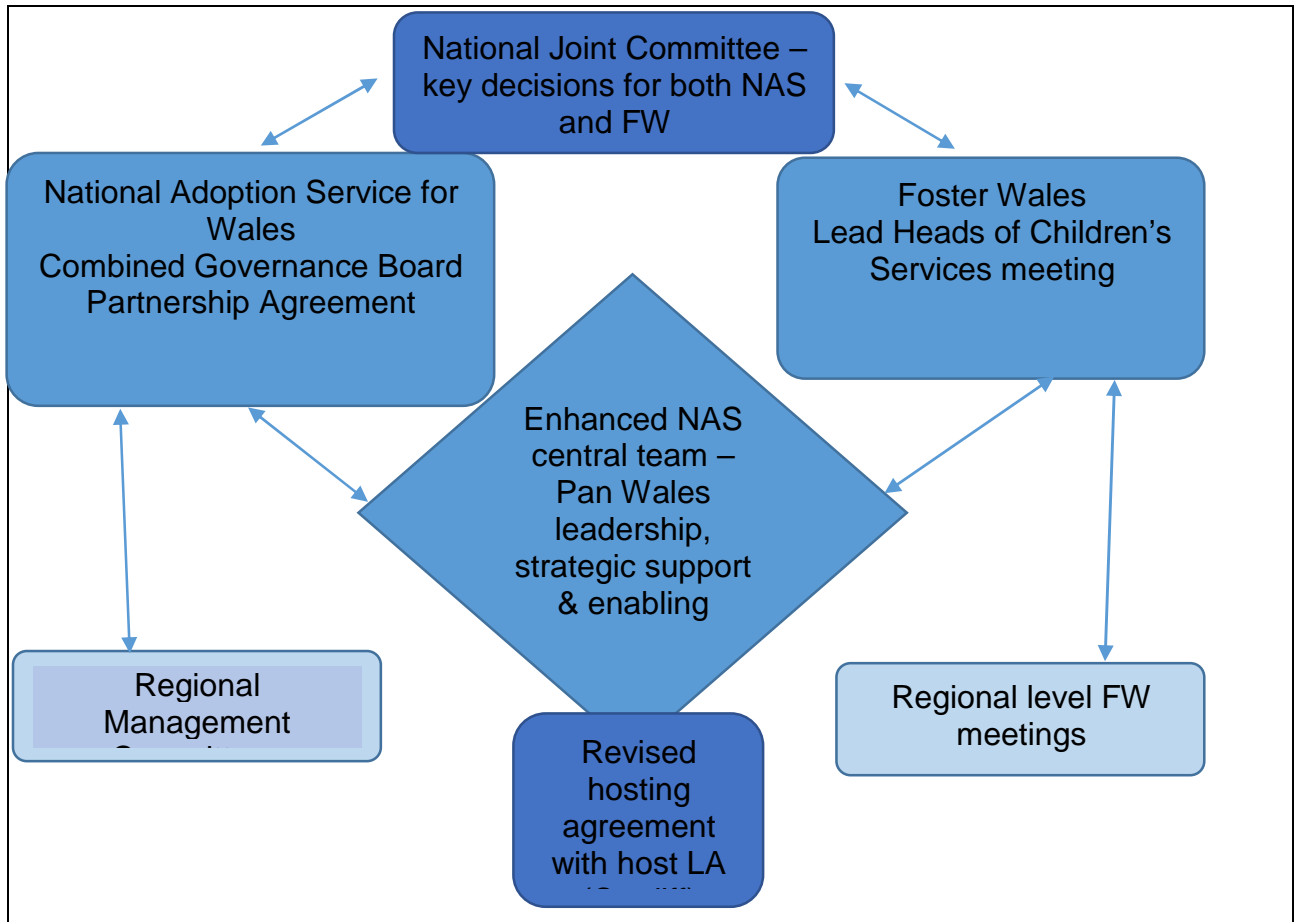 National Joint Committee –
key decisions for both NAS
and FW
National Adoption Service for
Wales
Combined Governance Board
Partnership Agreement
Foster Wales
Lead Heads of Children’s
Services meeting
Enhanced NAS
central team –
Pan Wales
leadership,
strategic support
& enabling
Regional
Management
Regional level FW
meetings
Revised
hosting
agreement
with host LA